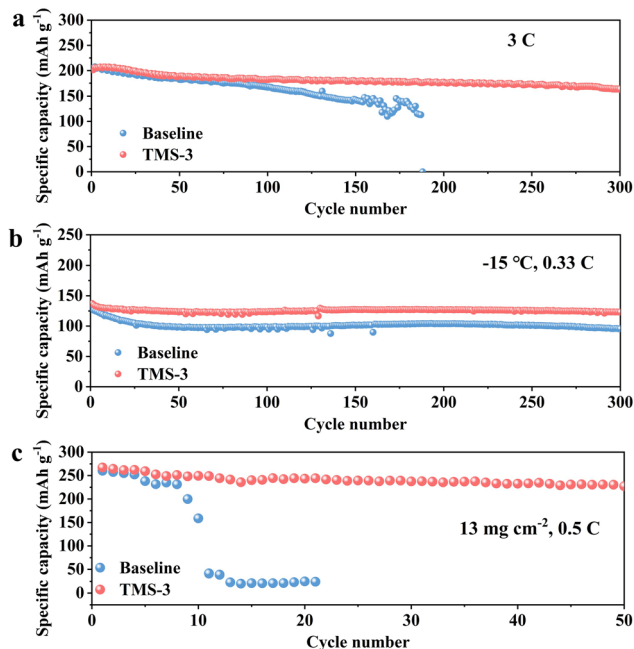 a
Specific capacity (mAh g-1)
300
250
200
150
100
50
0
3 C
Baseline
TMS-3
0 50 100 150 200 250 300
Cycle number
b
Specific capacity (mAh g-1)
250
200
150
100
50
0
-15 °C, 0.33 C
Baseline
TMS-3
0 50 100 150 200 250 300
Cycle number
c
Specific capacity (mAh g-1)
300
250
200
150
100
50
0
13 mg cm-2, 0.5 C
Baseline
TMS-3
0 10 20 30 40 50
Cycle number